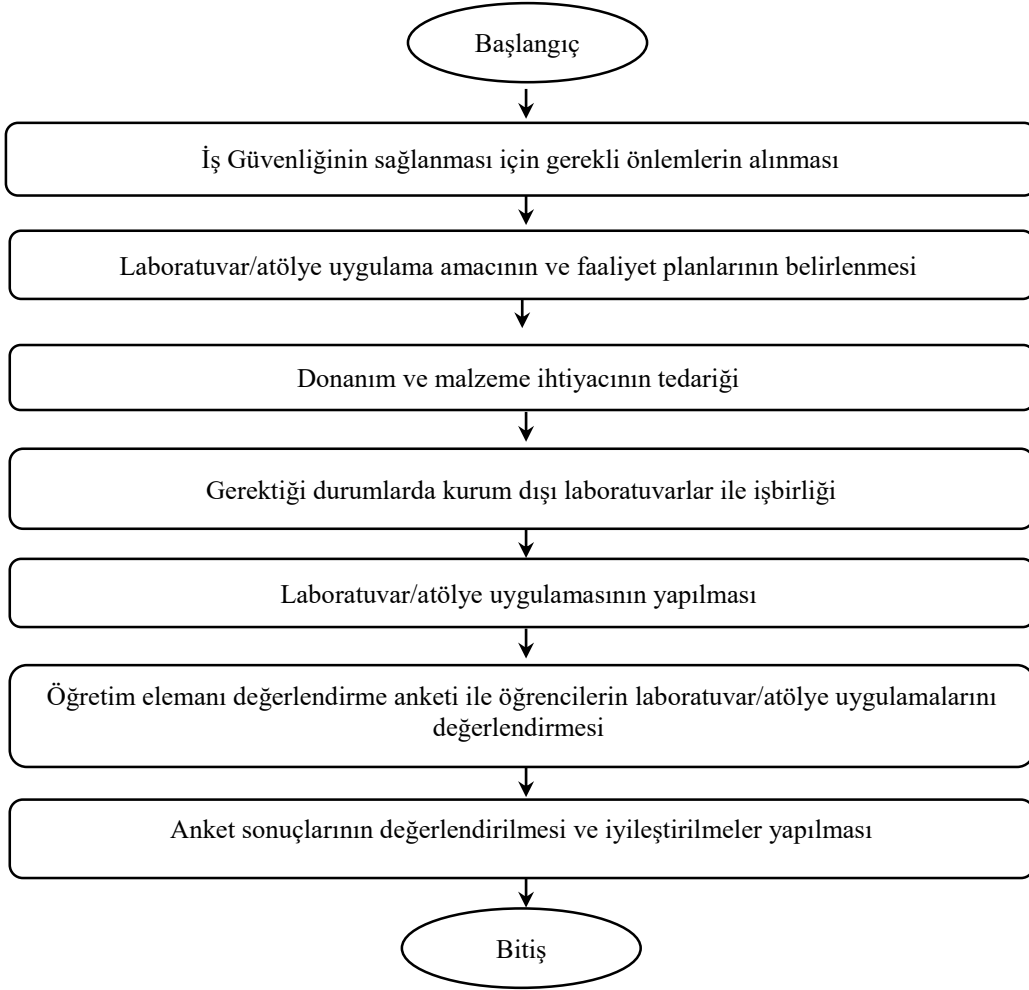 Başlangıç
İş Güvenliğinin sağlanması için gerekli önlemlerin alınması
Laboratuvar/atölye uygulama amacının ve faaliyet planlarının belirlenmesi
Donanım ve malzeme ihtiyacının tedariği
Gerektiği durumlarda kurum dışı laboratuvarlar ile işbirliği
Laboratuvar/atölye uygulamasının yapılması
Öğretim elemanı değerlendirme anketi ile öğrencilerin laboratuvar/atölye uygulamalarını
değerlendirmesi
Anket sonuçlarının değerlendirilmesi ve iyileştirilmeler yapılması
Bitiş